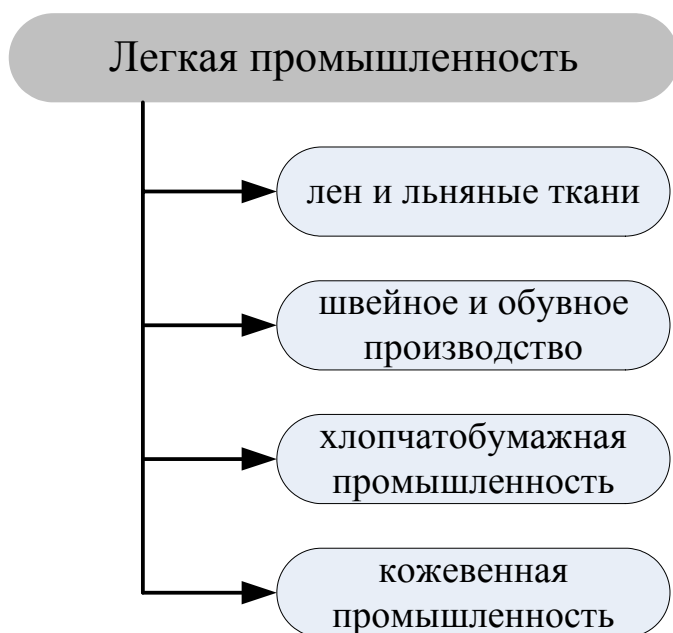 Легкая промышленность
лен и льняные ткани
швейное и обувное
производство
хлопчатобумажная
промышленность
кожевенная
промышленность